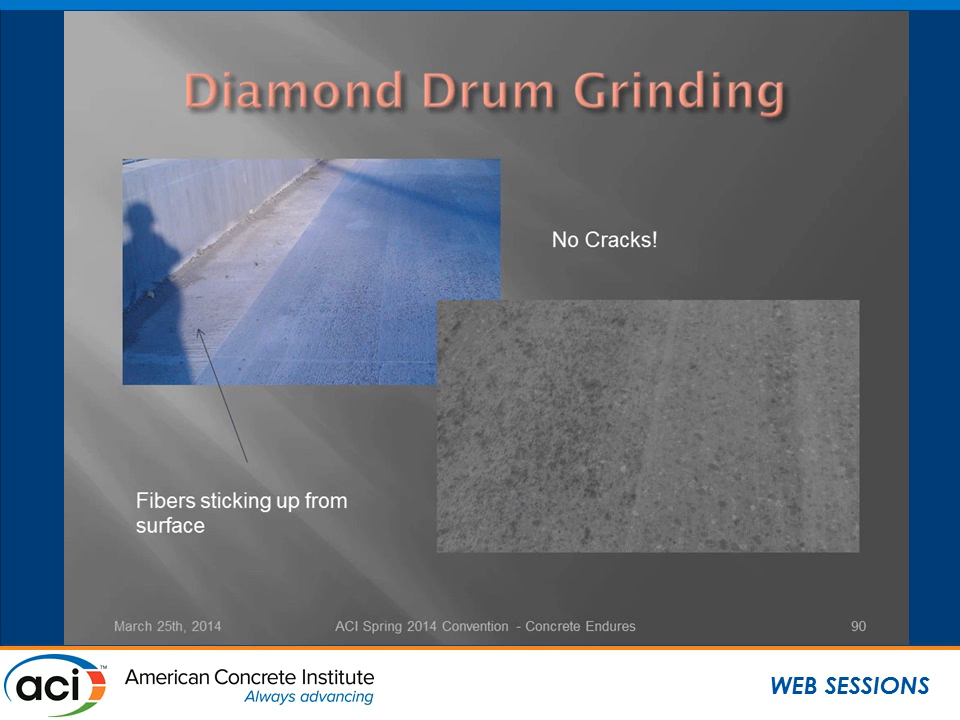 Diamond Drum Grinding
No Cracks!
Fibers sticking up from
surface
March 25th, 2014
ACI Spring 2014 Convention - Concrete Endures
90
aci™
American Concrete Institute
Always advancing
WEB SESSIONS